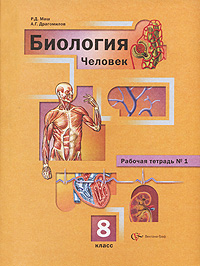 Р.Д. Маш
А.Г. Драгомилов
Биология
Человек
Рабочая тетрадь № 1
8
класс
Вентана-Граф